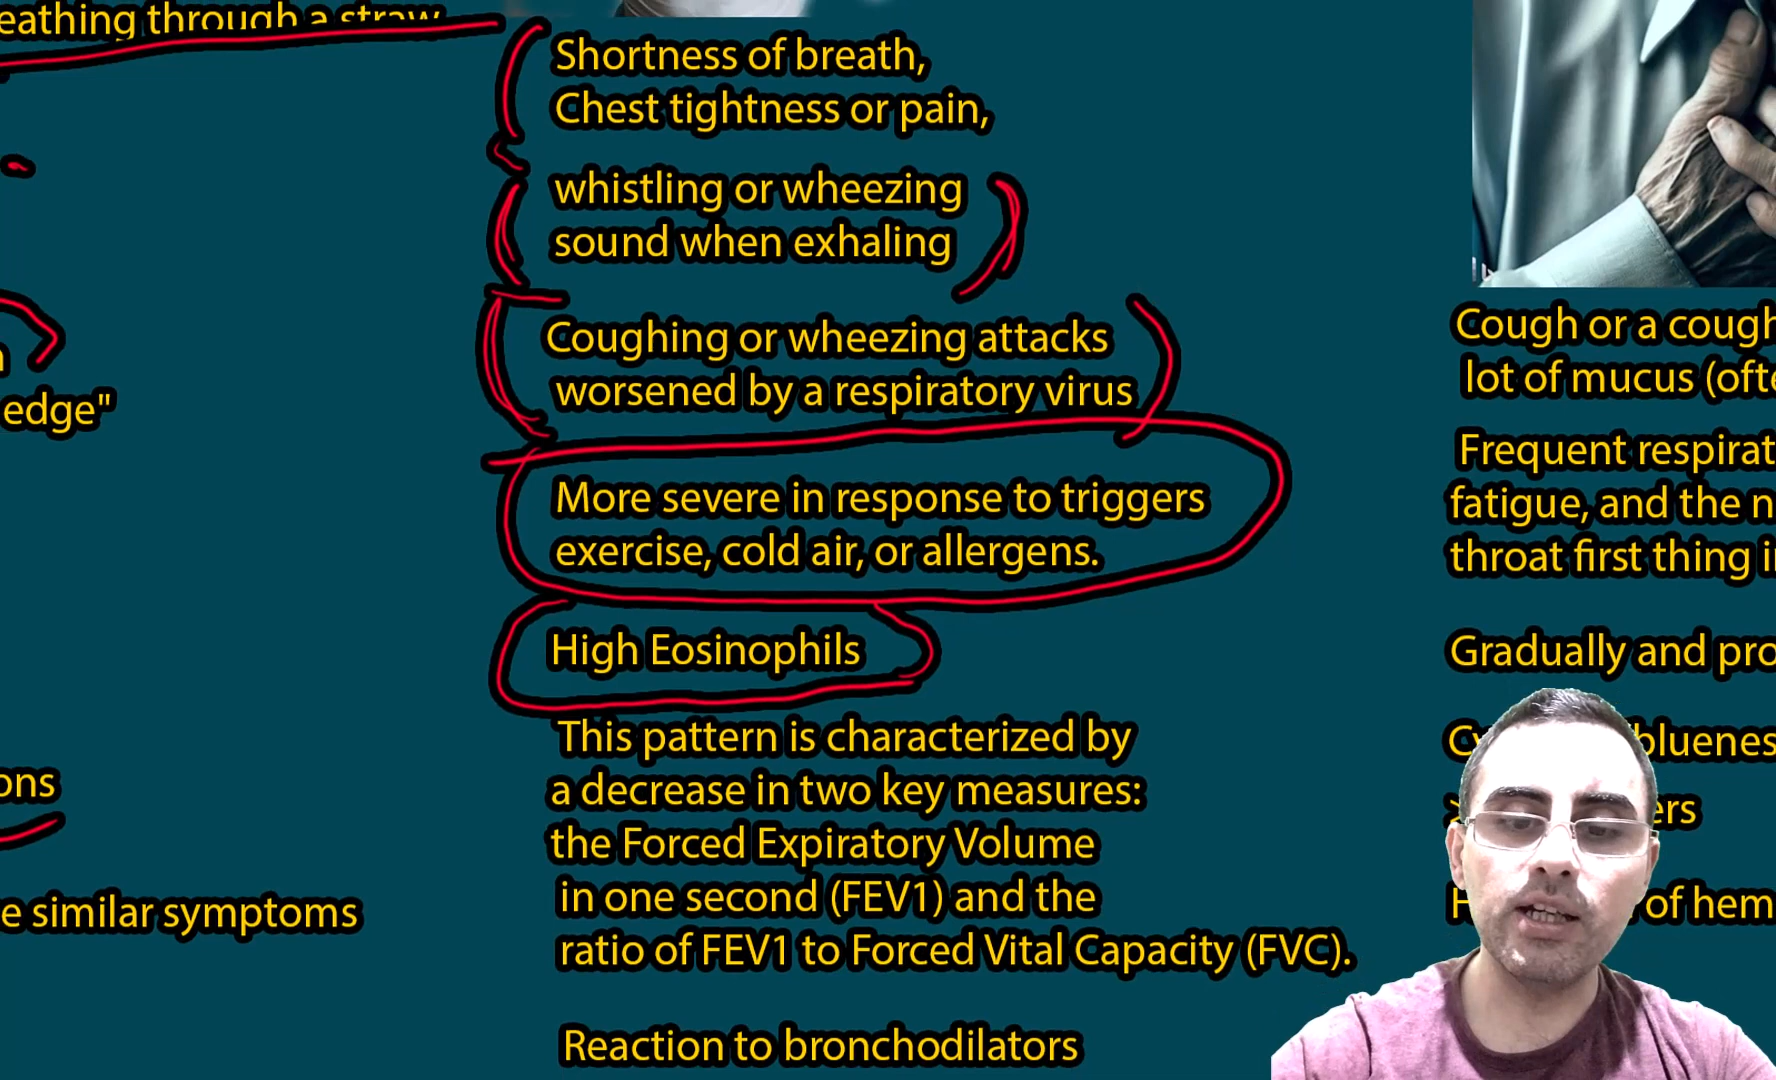 eathing through a straw
edge"
ons
e similar symptoms
Shortness of breath,
Chest tightness or pain,
whistling or wheezing
sound when exhaling
Coughing or wheezing attacks
worsened by a respiratory virus
More severe in response to triggers
exercise, cold air, or allergens.
High Eosinophils
This pattern is characterized by
a decrease in two key measures:
the Forced Expiratory Volume
in one second (FEV1) and the
ratio of FEV1 to Forced Vital Capacity (FVC).
Reaction to bronchodilators
Cough or a cough
lot of mucus (ofte
Frequent respirat
fatigue, and the n
throat first thing i
Gradually and pro
bluenes
ers
of hem